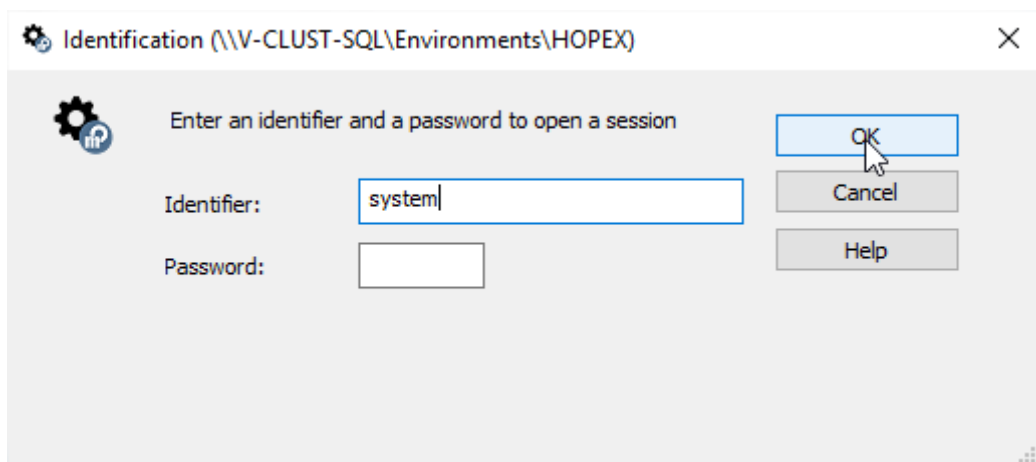 Identification (\\V-CLUST-SQL\Environments\HOPEX)
Enter an identifier and a password to open a session
OK
Identifier:
system
Cancel
Password:
Help